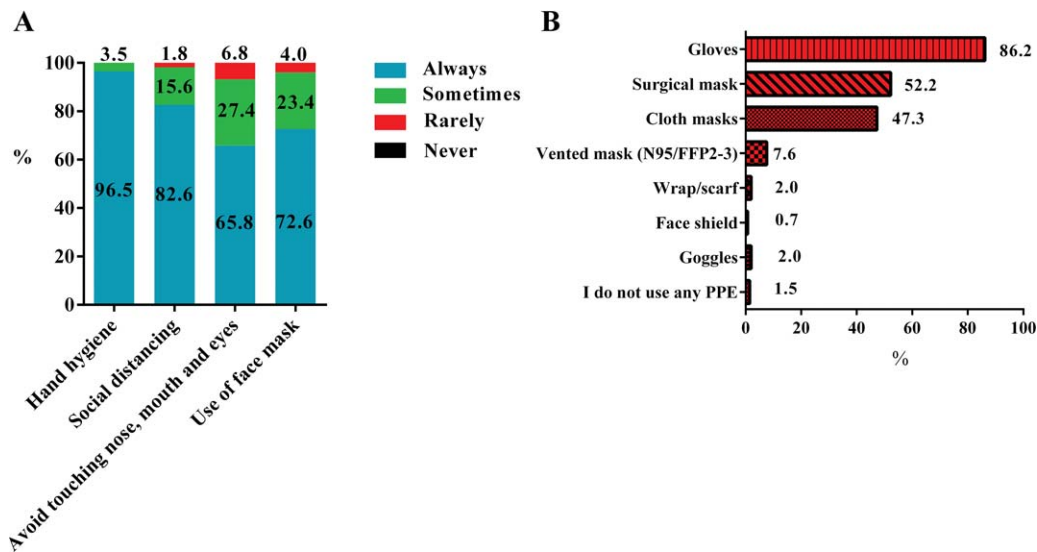 A
3.5 1.8 6.8 4.0
100
80
%
60
40
20
0
15.6
27.4
23.4
96.5
82.6
65.8
72.6
Hand hygiene
Social distancing
Avoid touching nose, mouth and eyes
Use of face mask
Always
Sometimes
Rarely
Never
B
Gloves 86.2
Surgical mask 52.2
Cloth masks 47.3
Vented mask (N95/FFP2-3) 7.6
Wrap/scarf 2.0
Face shield 0.7
Goggles 2.0
I do not use any PPE 1.5
0 20 40 60 80 100
%